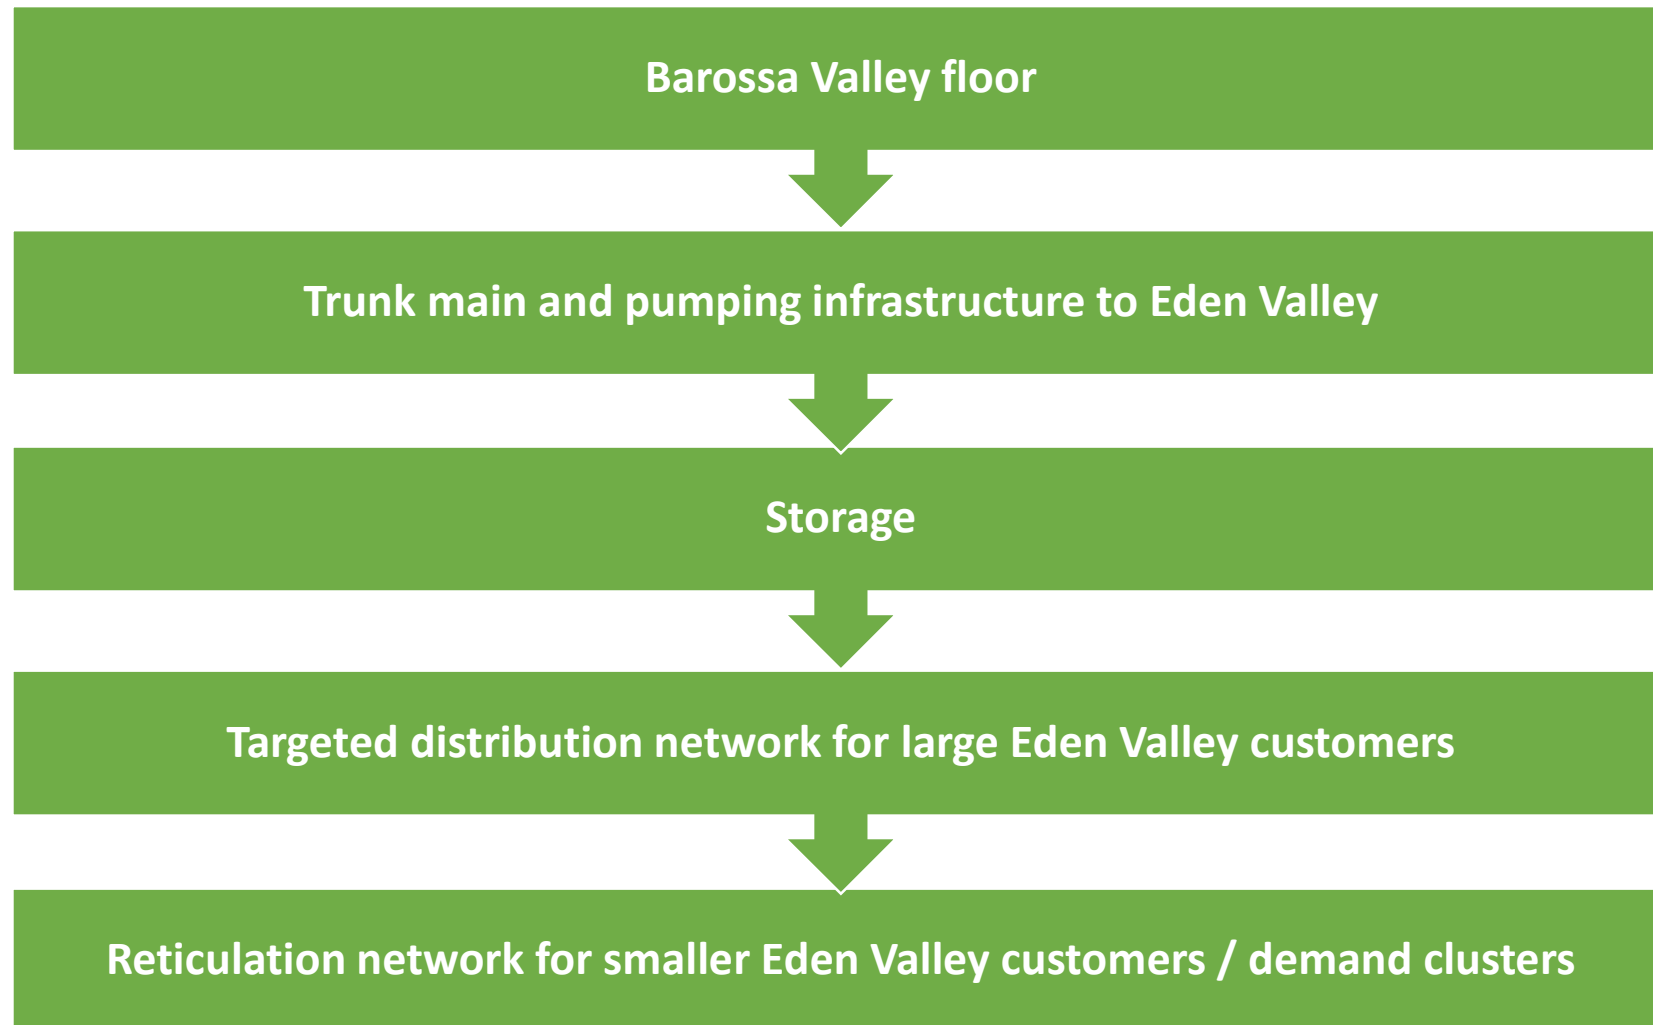 Barossa Valley floor
Trunk main and pumping infrastructure to Eden Valley
Storage
Targeted distribution network for large Eden Valley customers
Reticulation network for smaller Eden Valley customers / demand clusters